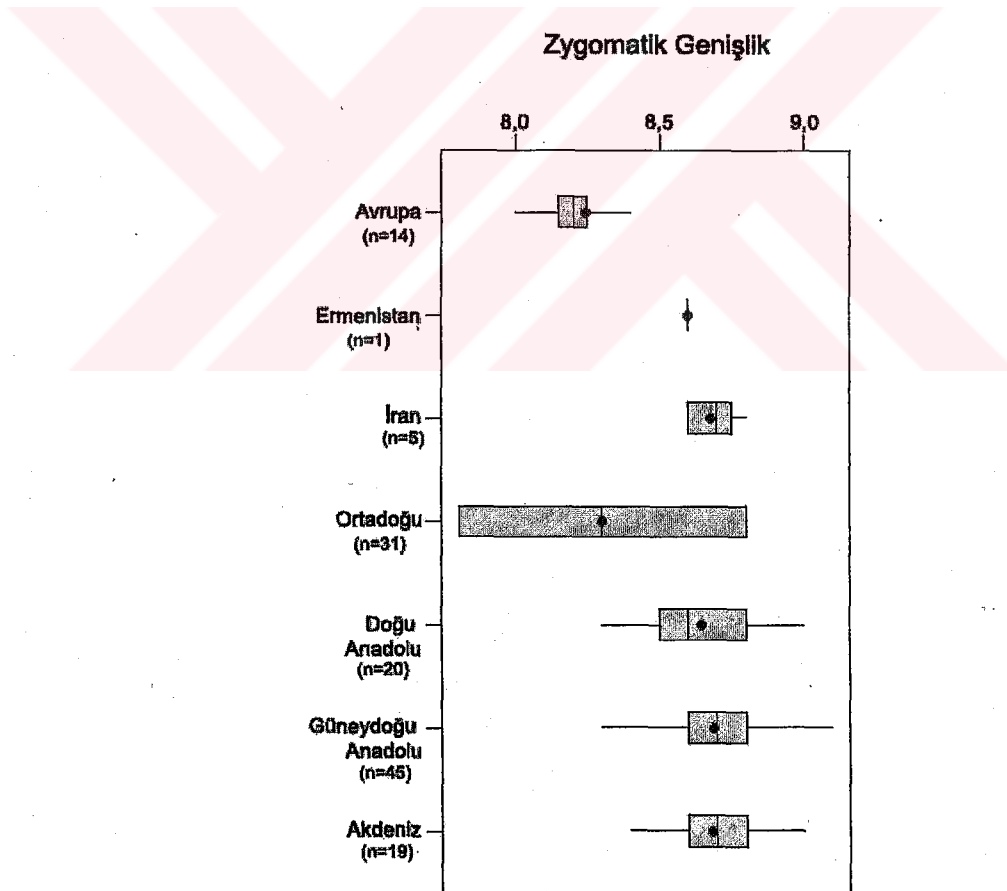 Zygomatik Genişlik
8,0 8,5 9,0
Avrupa
(n=14)
Ermenistan
(n=1)
İran
(n=5)
Ortadoğu
(n=31)
Doğu
Anadolu
(n=20)
Güneydoğu
Anadolu
(n=45)
Akdeniz
(n=19)